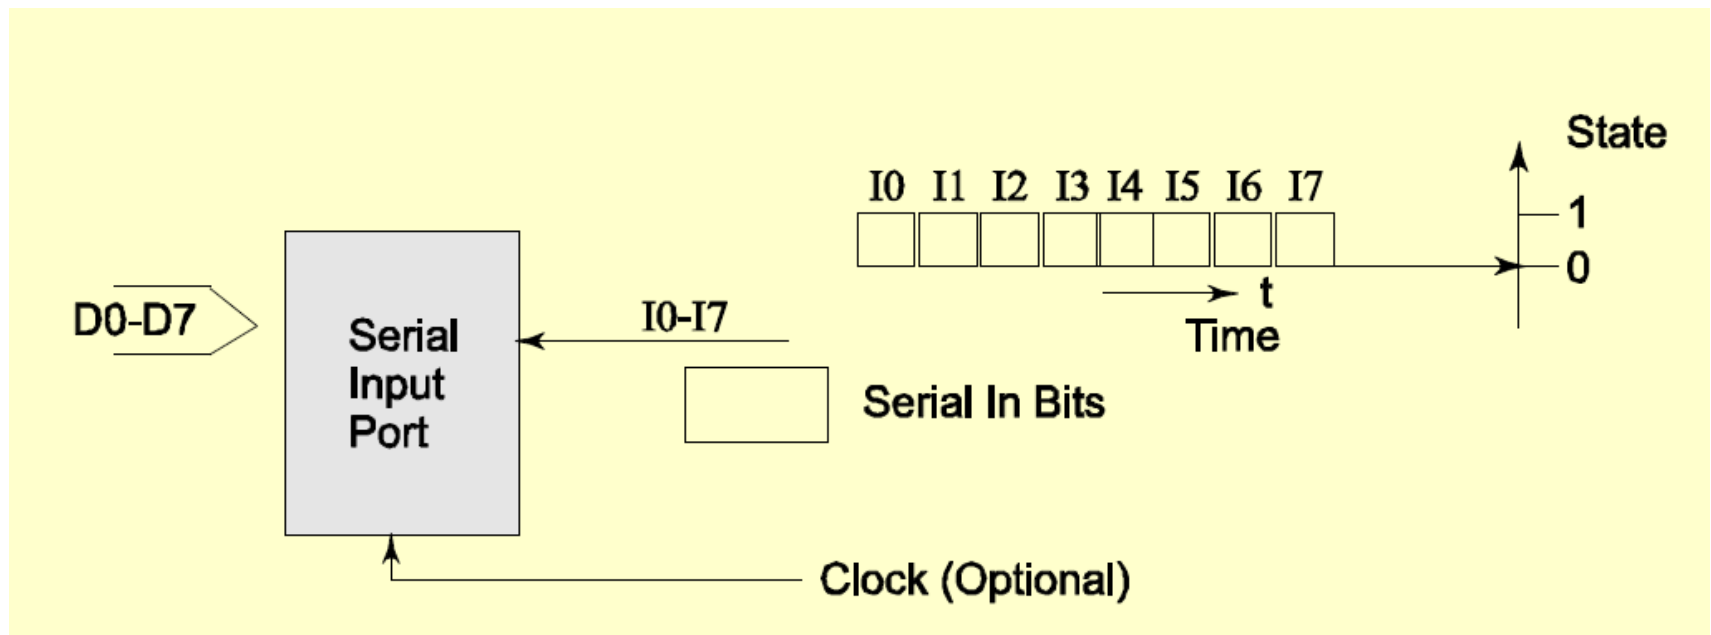 State
I0 I1 I2 I3 I4 I5 I6 I7
1
0
t
Time
D0-D7
I0-I7
Serial
Input
Port
Serial In Bits
Clock (Optional)